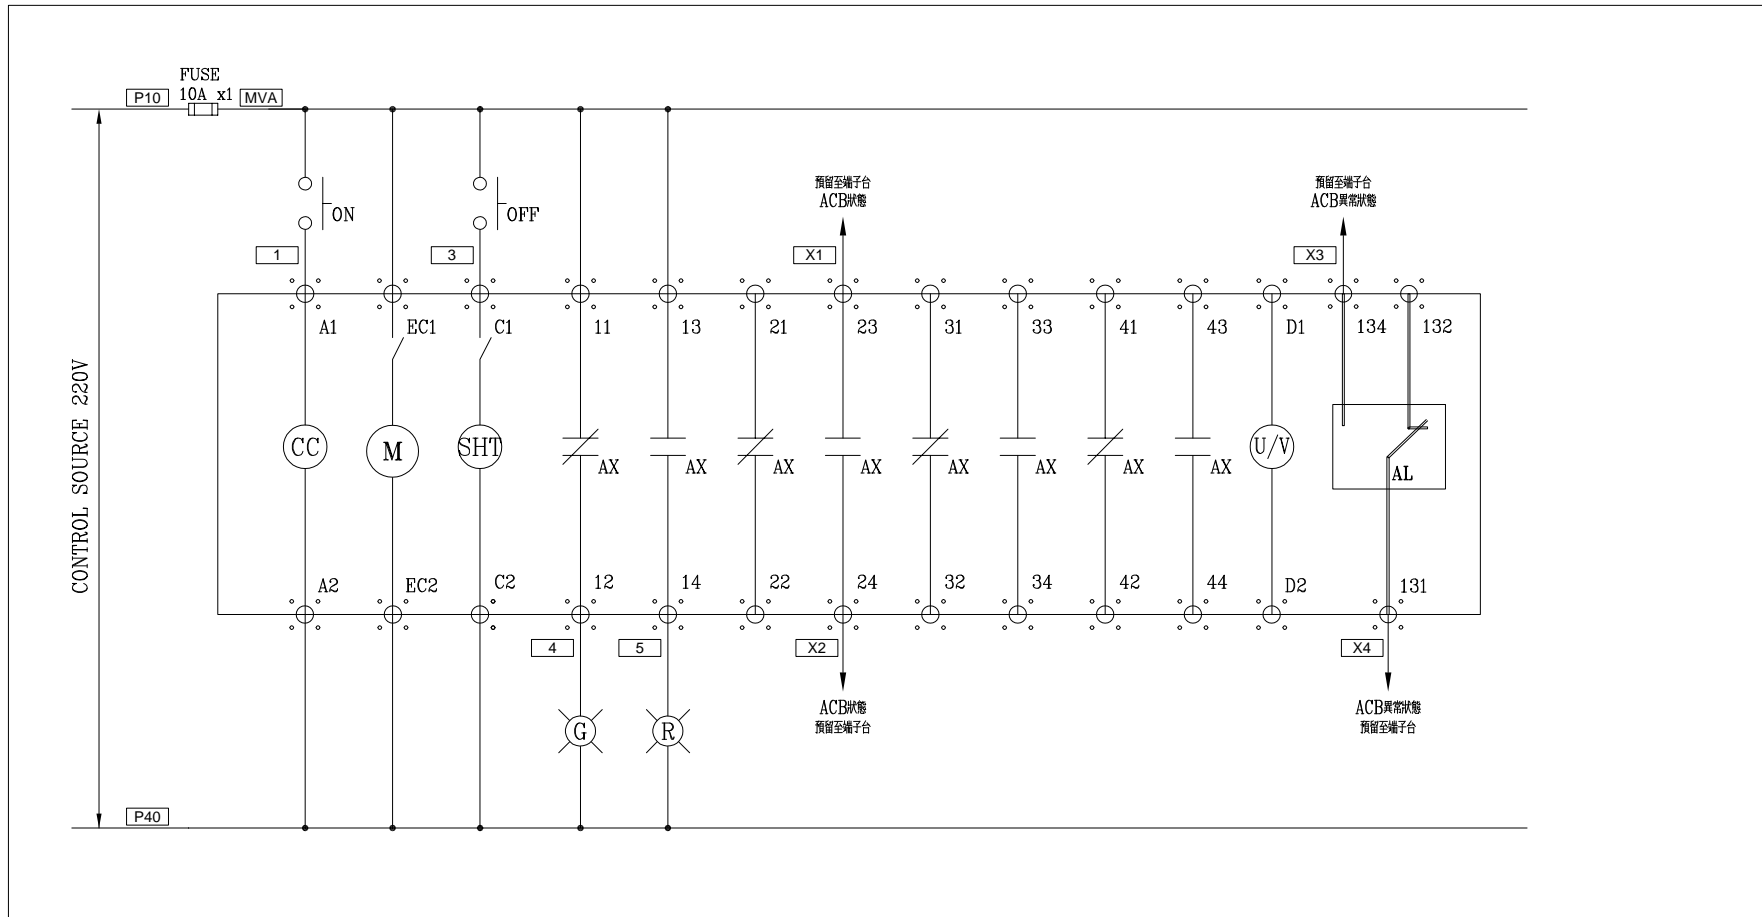 FUSE
P10 10A x1 MVA
預留至端子台
ACB狀態
預留至端子台
ACB異常狀態
ON
OFF
1
3
X1
X3
A1 EC1 C1 11 13 21 23 31 33 41 43 D1 134 132
CONTROL SOURCE 220V
CC M SHT U/V
AX AX AX AX AX AX AX AX AL
A2 EC2 C2 12 14 22 24 32 34 42 44 D2 131
4 5 X2 X4
ACB狀態
預留至端子台
ACB異常狀態
預留至端子台
G R
P40